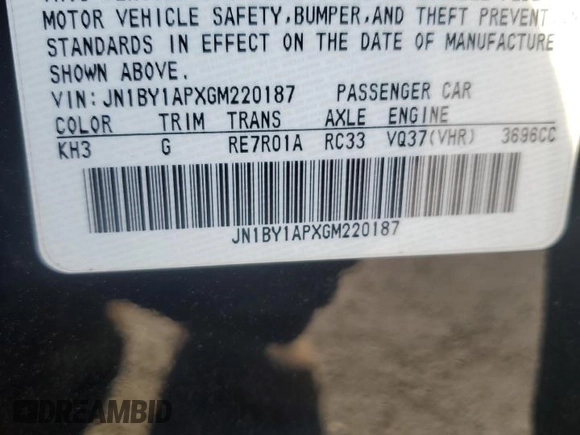 MOTOR VEHICLE SAFETY,BUMPER,AND THEFT PREVENT
STANDARDS IN EFFECT ON THE DATE OF MANUFACTURE
SHOWN ABOVE.
VIN:JN1BY1APXGM220187 PASSENGER CAR
COLOR TRIM TRANS AXLE ENGINE
KH3 G RE7R01A RC33 VQ37(VHR) 3696CC
JN1BY1APXGM220187
DREAMBID